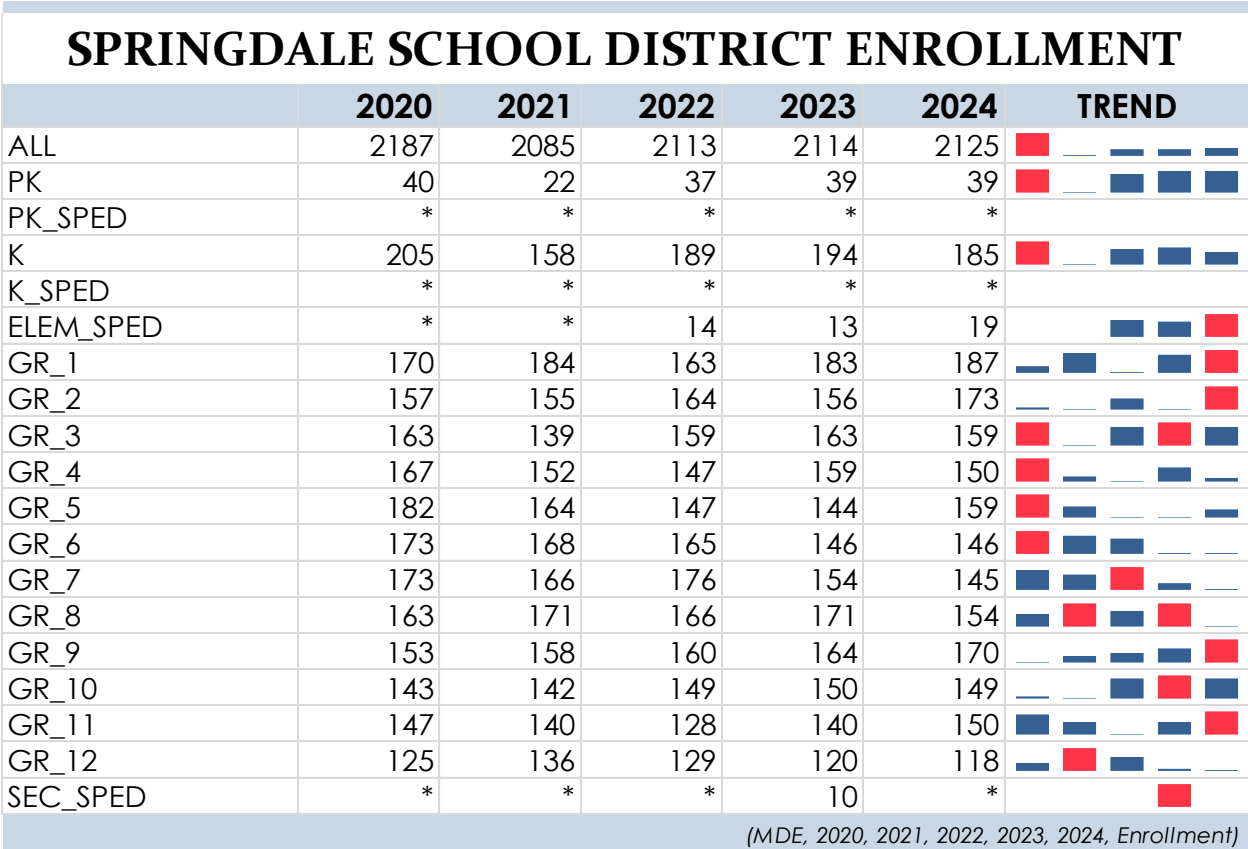 SPRINGDALE SCHOOL DISTRICT ENROLLMENT
2020 2021 2022 2023 2024 TREND
ALL 2187 2085 2113 2114 2125
PK 40 22 37 39 39
PK_SPED * * * * *
K 205 158 189 194 185
K_SPED * * * * *
ELEM_SPED * * 14 13 19
GR_1 170 184 163 183 187
GR_2 157 155 164 156 173
GR_3 163 139 159 163 159
GR_4 167 152 147 159 150
GR_5 182 164 147 144 159
GR_6 173 168 165 146 146
GR_7 173 166 176 154 145
GR_8 163 171 166 171 154
GR_9 153 158 160 164 170
GR_10 143 142 149 150 149
GR_11 147 140 128 140 150
GR_12 125 136 129 120 118
SEC_SPED * * * 10 *
(MDE, 2020, 2021, 2022, 2023, 2024, Enrollment)